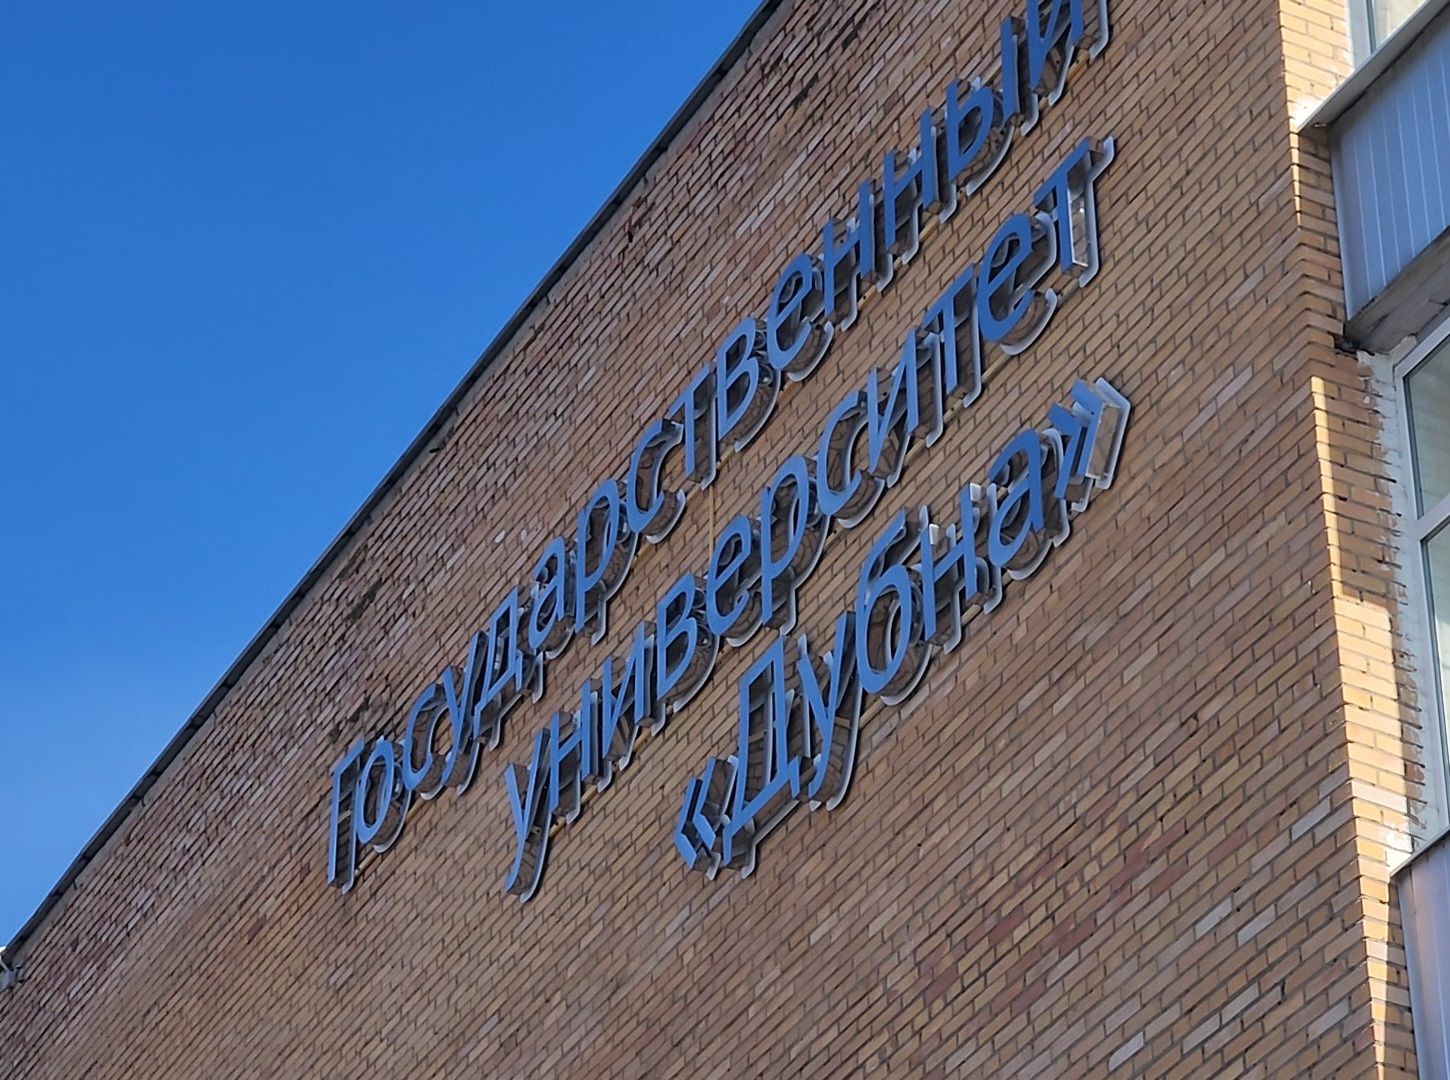 Государственный
университет
«Дубна»